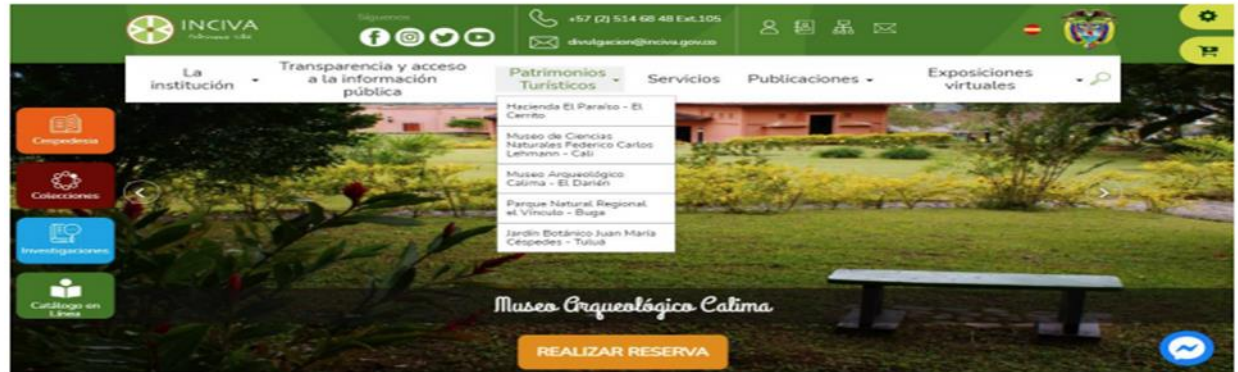 INCIVA
Síguenos
+57 (2) 514 68 48 Ext.105
divulgacion@inciva.gov.co
La
institución
Transparencia y acceso
a la información
pública
Patrimonios
Turísticos
Servicios
Publicaciones
Exposiciones
virtuales
Hacienda El Paraíso - El
Cerrito
Museo de Ciencias
Naturales Federico Carlos
Lehmann - Cali
Museo Arqueológico
Calima - El Darién
Parque Natural Regional
el Vínculo - Buga
Jardín Botánico Juan María
Céspedes - Tuluá
Cespedesia
Colecciones
Investigaciones
Catálogo en
Línea
Museo Arqueológico Calima
REALIZAR RESERVA